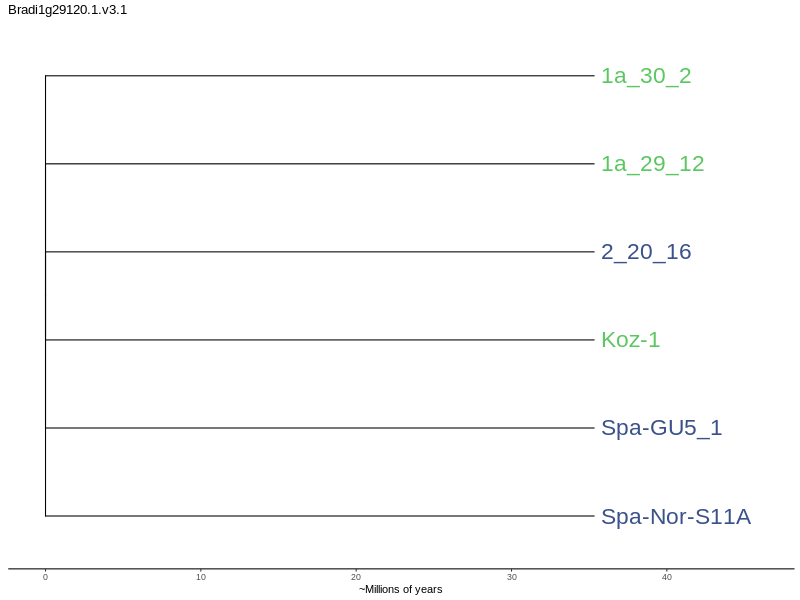 Bradi1g29120.1.v3.1
1a_30_2
1a_29_12
2_20_16
Koz-1
Spa-GU5_1
Spa-Nor-S11A
0 10 20 30 40
~Millions of years